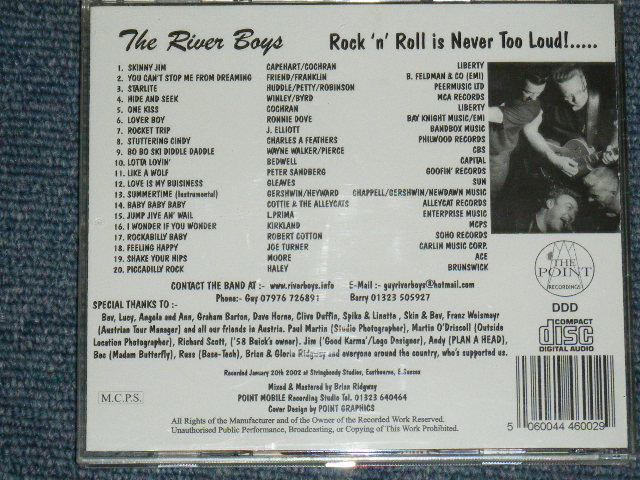 The River Boys Rock 'n' Roll is Never Too Loud!.....
1. SKINNY JIM CAPEHART/COCHRAN LIBERTY
2. YOU CAN'T STOP ME FROM DREAMING FRIEND/FRANKLIN B. FELDMAN & CO (EMI)
3. STARLITE HUDDLE/PETTY/ROBINSON PEERMUSIC LTD
4. HIDE AND SEEK WINLEY/BYRD MCA RECORDS
5. ONE KISS COCHRAN LIBERTY
6. LOVER BOY RONNIE DOVE BAY KNIGHT MUSIC/EMI
7. ROCKET TRIP J. ELLIOTT BANDBOX MUSIC
8. STUTTERING CINDY CHARLES A FEATHERS PHILWOOD RECORDS
9. BO BO SKI DIDDLE DADDLE WAYNE WALKER/PIERCE CBS
10. LOTTA LOVIN' BEDWELL CAPITAL
11. LIKE A WOLF PETER SANDBERG GOOFIN' RECORDS
12. LOVE IS MY BUISINESS GLEAVES SUN
13. SUMMERTIME (Instrumental) GERSHWIN/HEYWARD CHAPPELL/GERSHWIN/NEWDAWN MUSIC
14. BABY BABY BABY COTTIE & THE ALLEYCATS ALLEYCAT RECORDS
15. JUMP JIVE AN' WAIL L.PRIMA ENTERPRISE MUSIC
16. I WONDER IF YOU WONDER KIRKLAND MCPS
17. ROCKABILLY BABY ROBERT COTTON SOHO RECORDS
18. FEELING HAPPY JOE TURNER CARLIN MUSIC CORP.
19. SHAKE YOUR HIPS MOORE ACE
20. PICCADILLY ROCK HALEY BRUNSWICK
THE POINT RECORDINGS
CONTACT THE BAND AT :- www.riverboys.info E-Mail :- guyriverboys@hotmail.com
Phone:- Guy 07976 726891 Barry 01323 505927
SPECIAL THANKS TO :-
Bev, Lucy, Angela and Ann, Graham Barton, Dave Horne, Clive Duffin, Spike & Linette , Skin & Bev, Franz Weismayr
(Austrian Tour Manager) and all our friends in Austria. Paul Martin (Studio Photographer), Martin O'Driscoll (Outside
Location Photographer), Richard Scott, ('58 Buick's owner). Jim ('Good Karma'/Logo Designer), Andy (PLAN A HEAD),
Bec (Madam Butterfly), Russ (Base-Tech), Brian & Gloria Ridgway and everyone around the country, who's supported us.
DDD
COMPACT
disc
DIGITAL AUDIO
Recorded January 20th 2002 at Stringbeady Studios, Eastbourne, E.Sussex
Mixed & Mastered by Brian Ridgway
POINT MOBILE Recording Studio Tel. 01323 640464
Cover Design by POINT GRAPHICS
M.C.P.S.
All Rights of the Manufacturer and of the Owner of the Recorded Work Reserved.
Unauthorised Public Performance, Broadcasting, or Copying of This Work Prohibited.
5 060044 460029